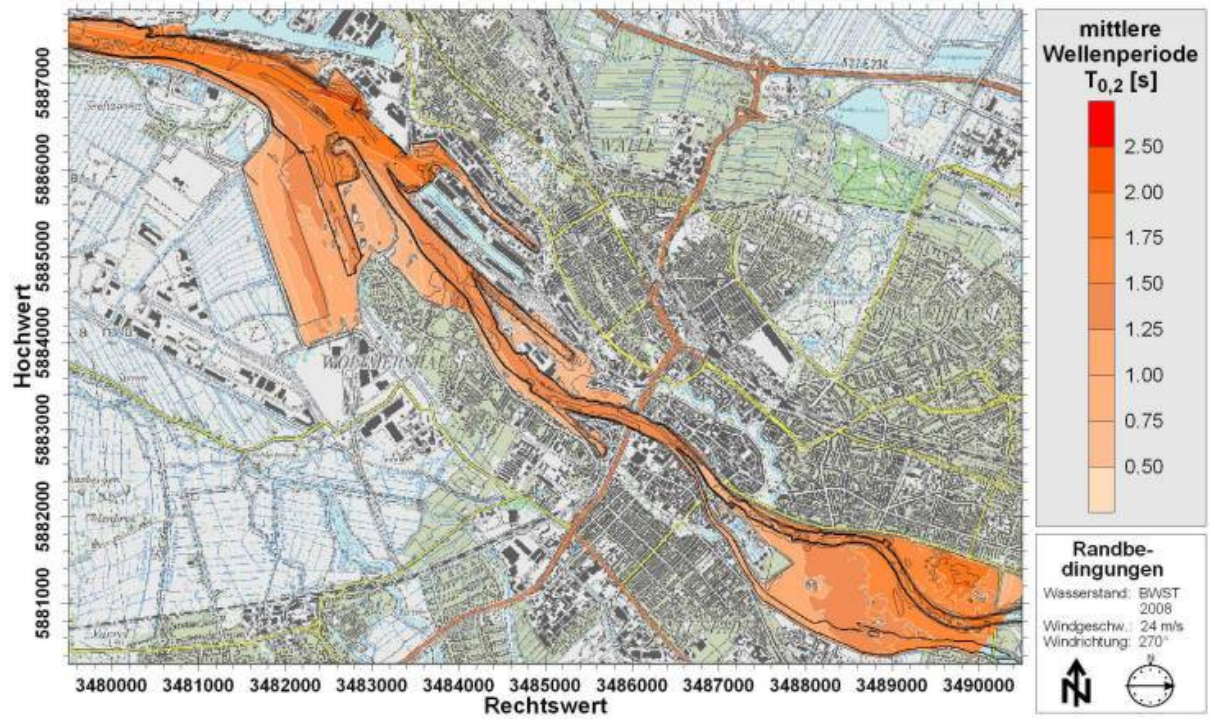 mittlere
Wellenperiode
T0,2 [s]
2.50
2.00
1.75
1.50
1.25
1.00
0.75
0.50
Randbe-
dingungen
Wasserstand: BWST
2008
Windgeschw.: 24 m/s
Windrichtung: 270°
N
N
Hochwert
5887000
5886000
5885000
5884000
5883000
5882000
5881000
WALLE
3480000 3481000 3482000 3483000 3484000 3485000 3486000 3487000 3488000 3489000 3490000
Rechtswert